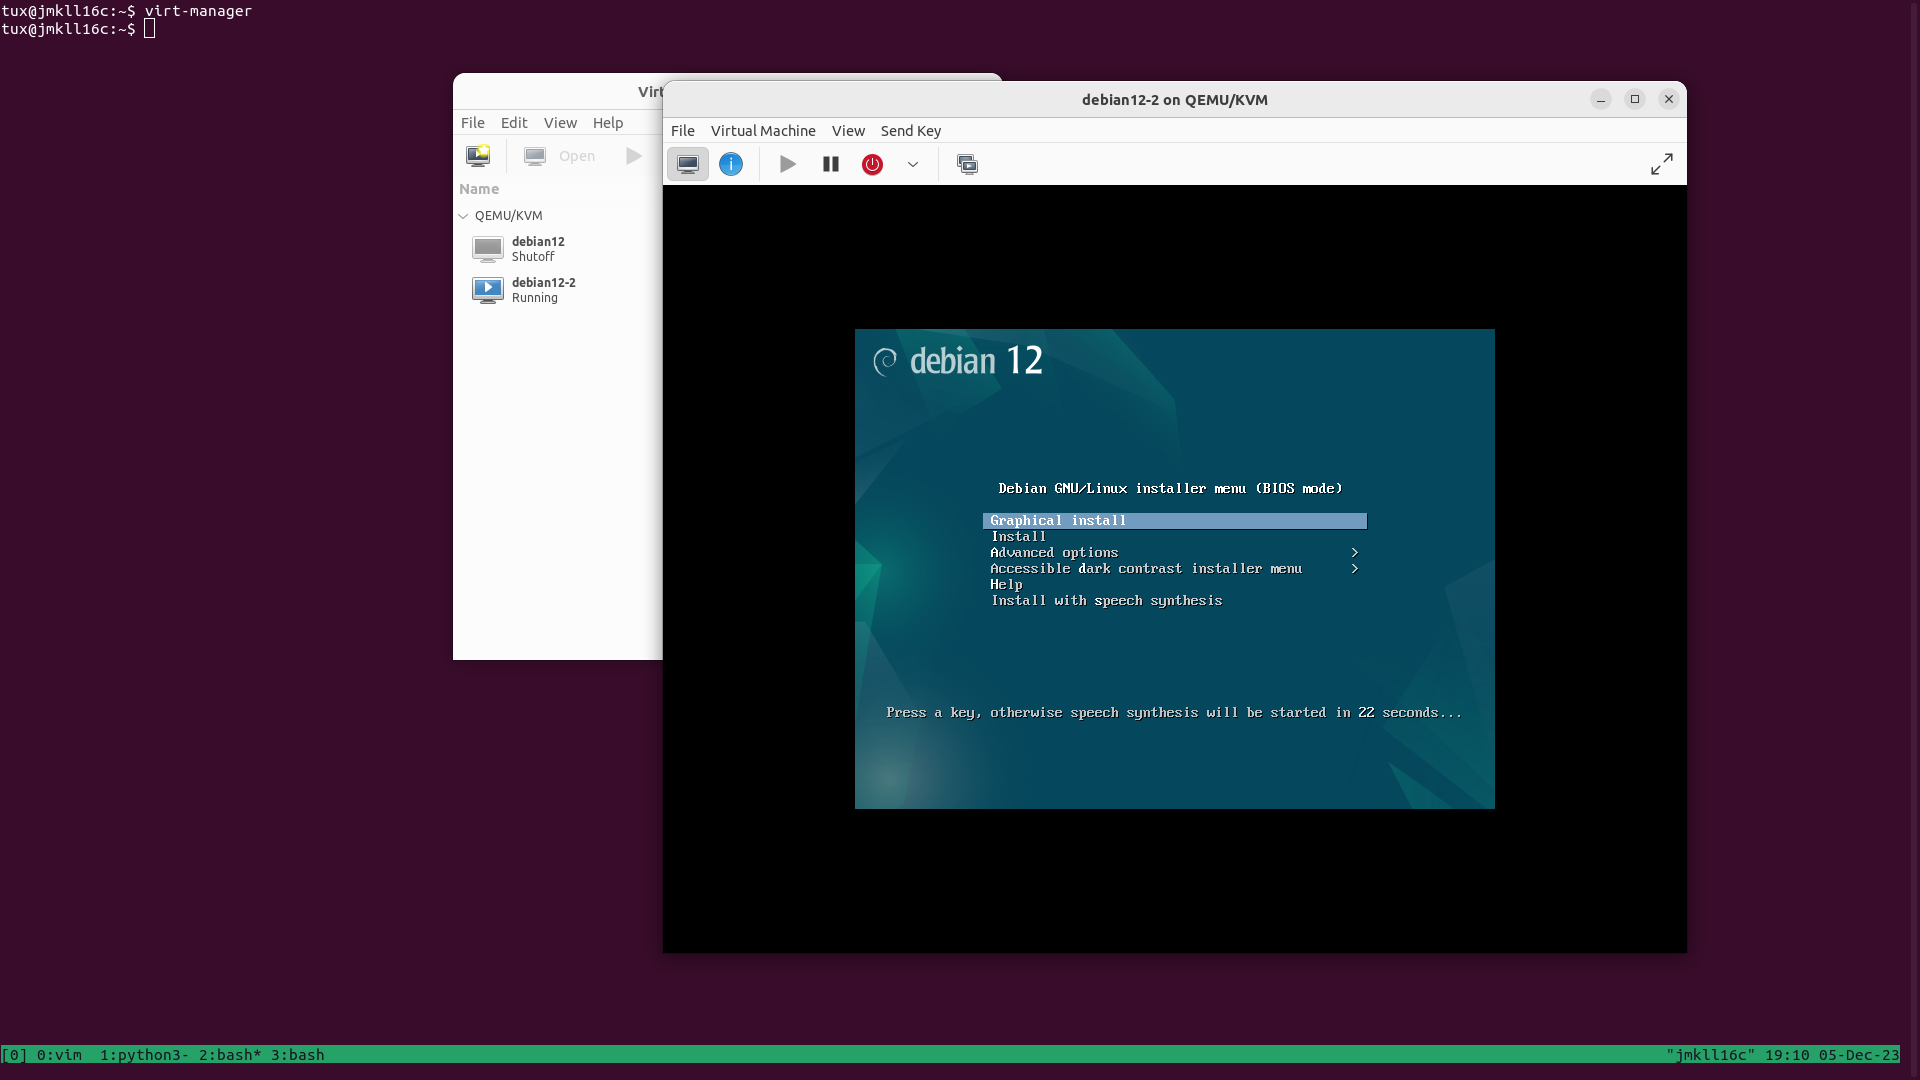 tux@jmkll16c:~$ virt-manager
tux@jmkll16c:~$
Virt
File Edit View Help
Open
Name
QEMU/KVM
debian12
Shutoff
debian12-2
Running
debian12-2 on QEMU/KVM
File Virtual Machine View Send Key
debian 12
Debian GNU/Linux installer menu (BIOS mode)
Graphical install
Install
Advanced options >
Accessible dark contrast installer menu >
Help
Install with speech synthesis
Press a key, otherwise speech synthesis will be started in 22 seconds...
[0] 0:vim  1:python3- 2:bash* 3:bash "jmkll16c" 19:10 05-Dec-23